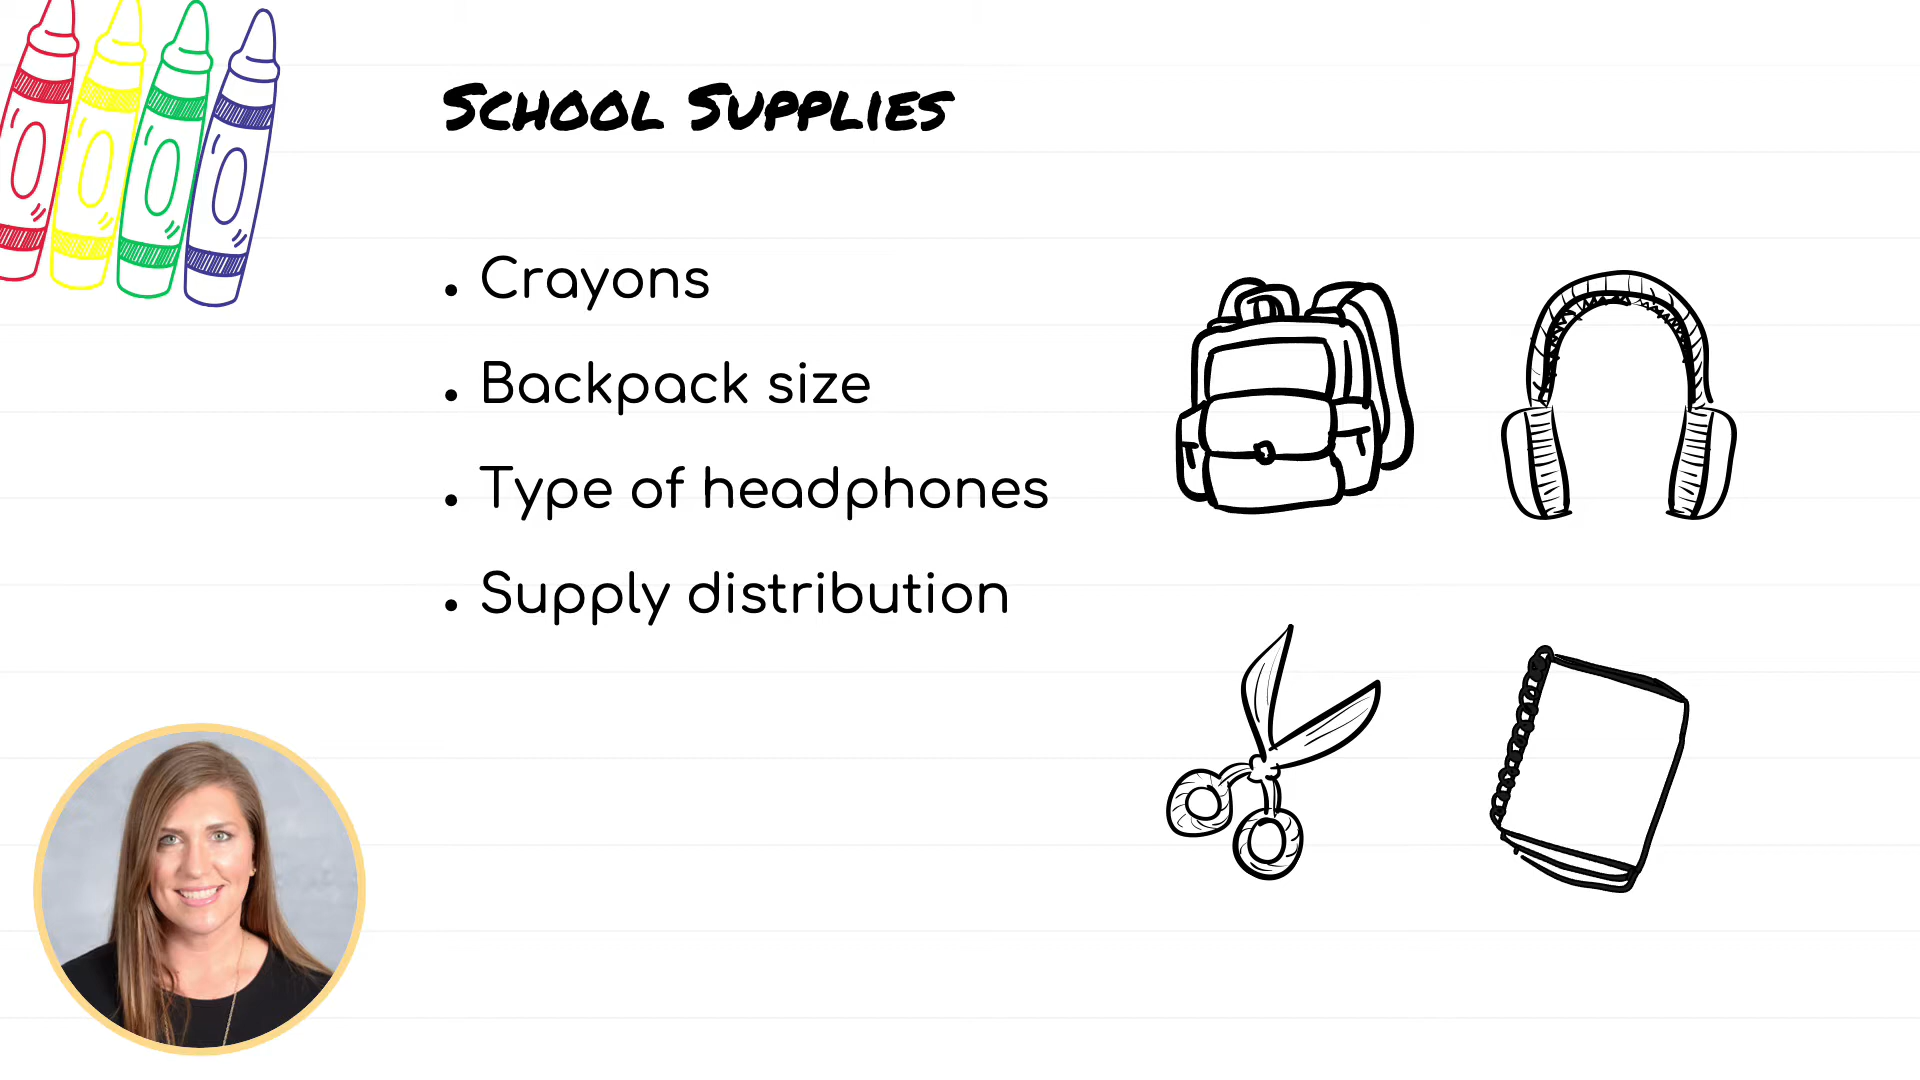 School Supplies
• Crayons
• Backpack size
• Type of headphones
• Supply distribution